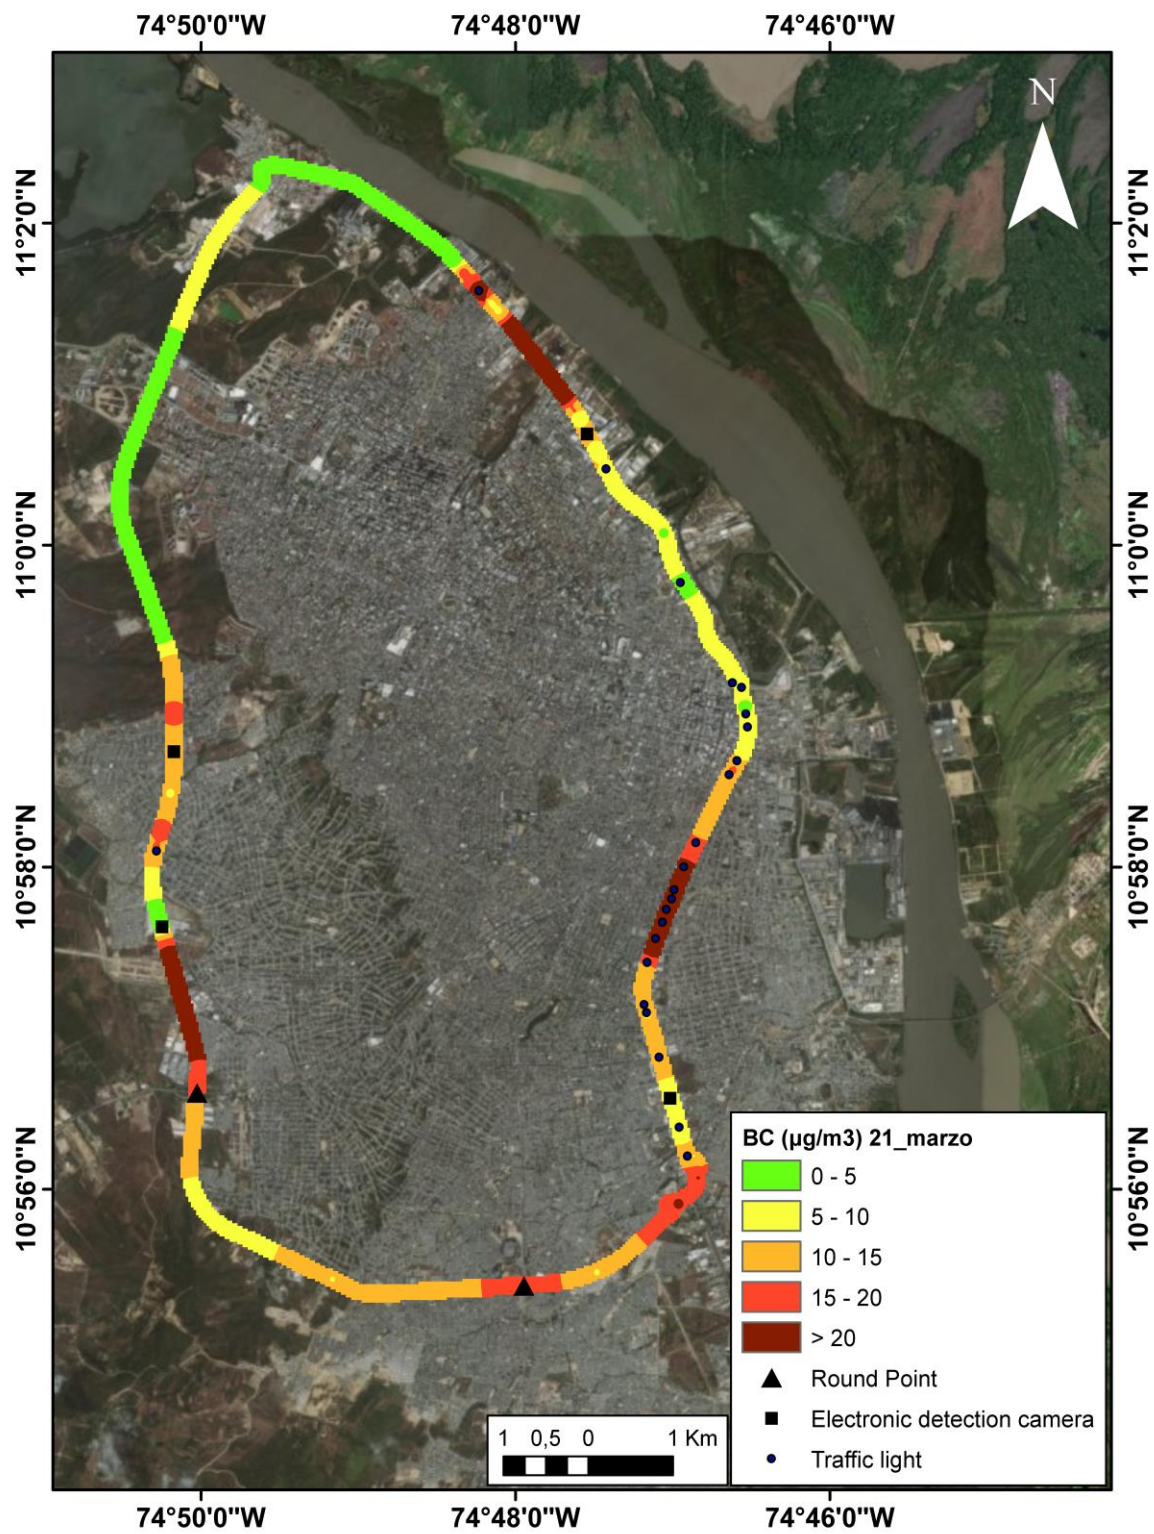 74°50'0"W 74°48'0"W 74°46'0"W
N
11°2'0"N 11°2'0"N
11°0'0"N 11°0'0"N
10°58'0"N 10°58'0"N
10°56'0"N 10°56'0"N
BC (µg/m3) 21_marzo
0 - 5
5 - 10
10 - 15
15 - 20
> 20
Round Point
Electronic detection camera
Traffic light
1 0,5 0 1 Km
74°50'0"W 74°48'0"W 74°46'0"W